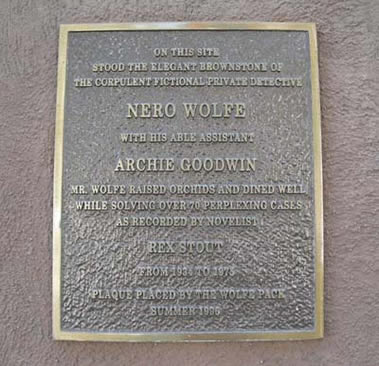 ON THIS SITE
STOOD THE ELEGANT BROWNSTONE OF
THE CORPULENT FICTIONAL PRIVATE DETECTIVE
NERO WOLFE
WITH HIS ABLE ASSISTANT
ARCHIE GOODWIN
MR. WOLFE RAISED ORCHIDS AND DINED WELL
WHILE SOLVING OVER 70 PERPLEXING CASES
AS RECORDED BY NOVELIST
REX STOUT
FROM 1934 TO 1975
PLAQUE PLACED BY THE WOLFE PACK
SUMMER 1996